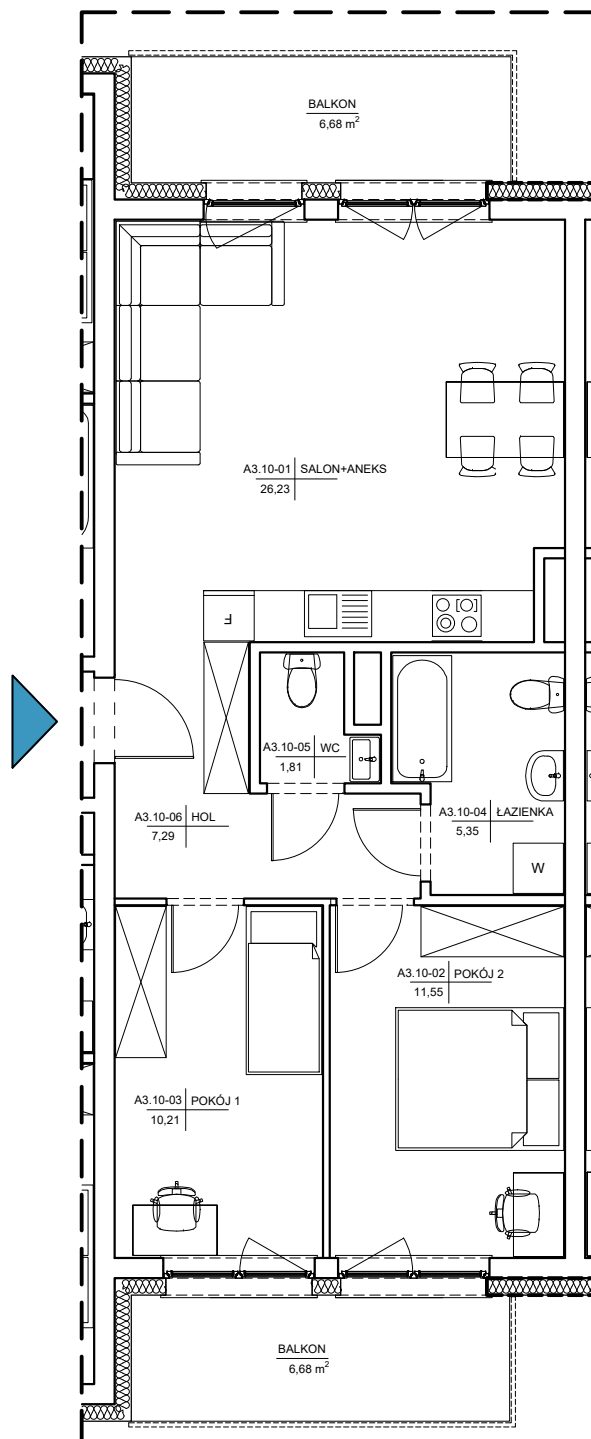 BALKON
6,68 m²
A3.10-01 SALON+ANEKS
26,23
F
A3.10-05 WC
1,81
A3.10-06 HOL
7,29
A3.10-04 ŁAZIENKA
5,35
W
A3.10-02 POKÓJ 2
11,55
A3.10-03 POKÓJ 1
10,21
BALKON
6,68 m²